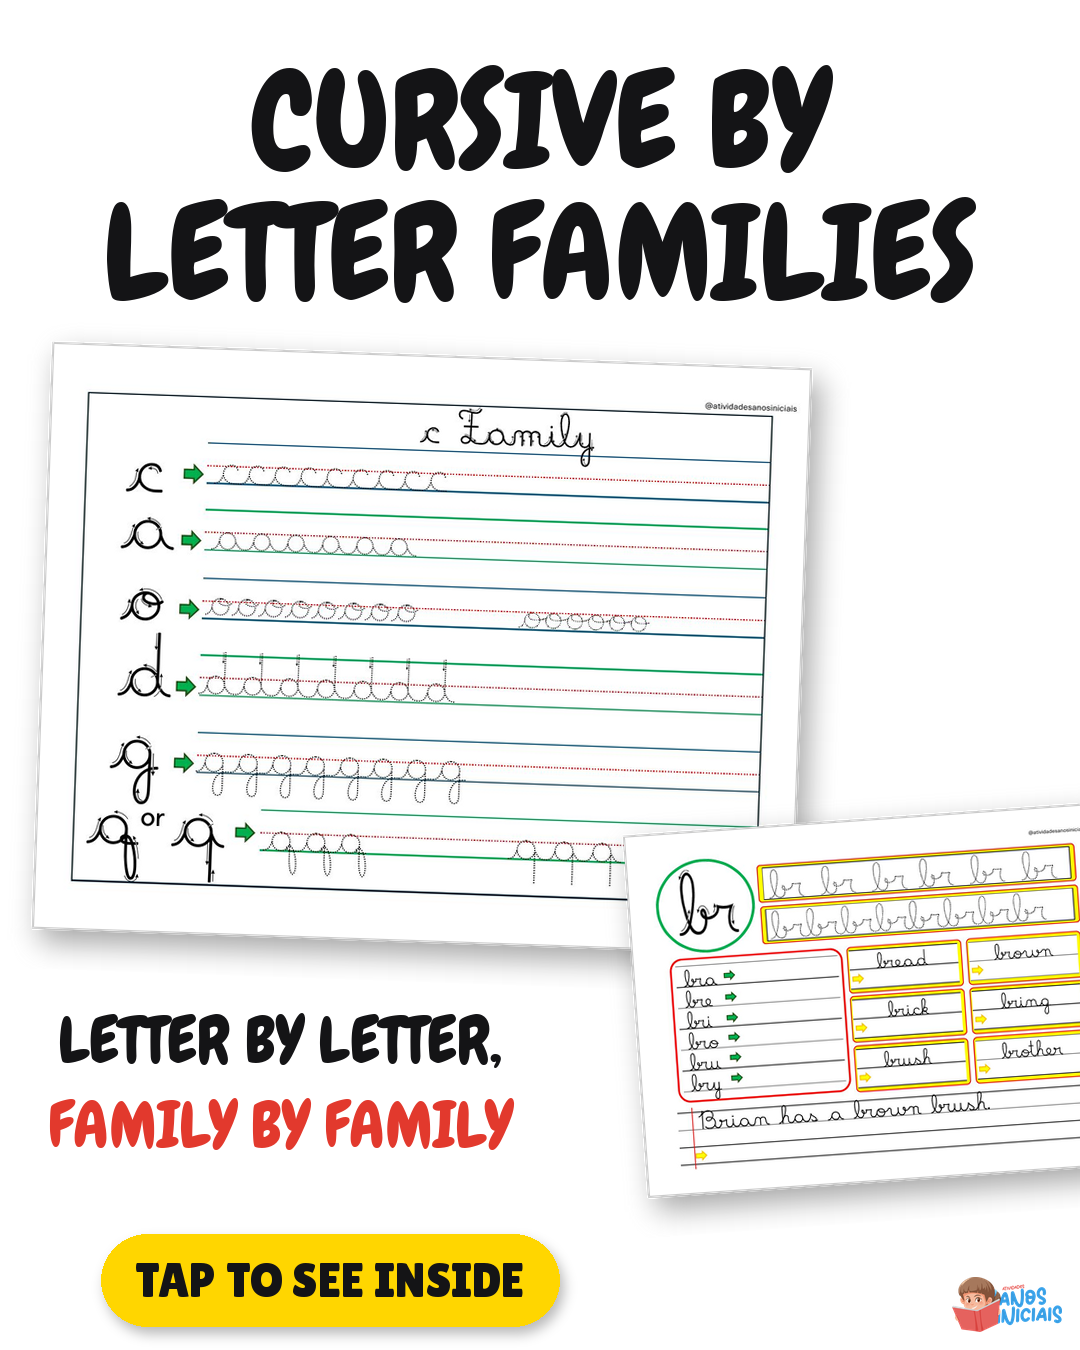 CURSIVE BY
LETTER FAMILIES
@atividadesanosiniciais
c Family
c c c c c c c c c c
a a a a a a a a
o o o o o o o o o o o o o o
d d d d d d d d
g g g g g g g g g
q or q q q q q q q
@atividadesanosinicia
br br br br br br br
brbrbrbrbrbrbrbr
bra
bre
bri
bro
bru
bry
bread brown
brick bring
brush brother
Brian has a brown brush.
LETTER BY LETTER,
FAMILY BY FAMILY
TAP TO SEE INSIDE
ATIVIDADES
ANOS
INICIAIS